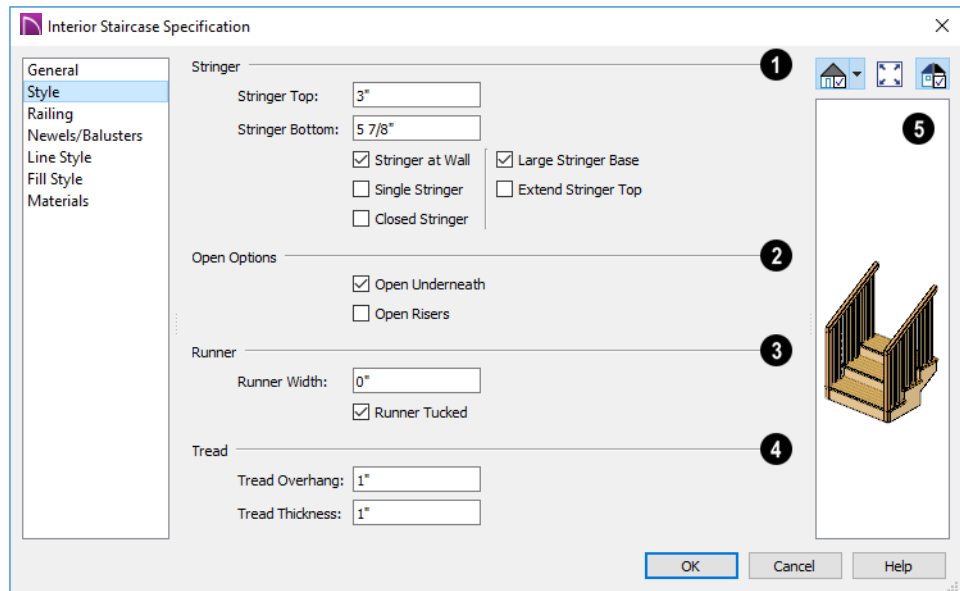 Interior Staircase Specification
General
Style
Railing
Newels/Balusters
Line Style
Fill Style
Materials
Stringer
1
Stringer Top: 3"
Stringer Bottom: 5 7/8"
Stringer at Wall Large Stringer Base
Single Stringer Extend Stringer Top
Closed Stringer
Open Options
2
Open Underneath
Open Risers
Runner
3
Runner Width: 0"
Runner Tucked
Tread
4
Tread Overhang: 1"
Tread Thickness: 1"
5
OK Cancel Help